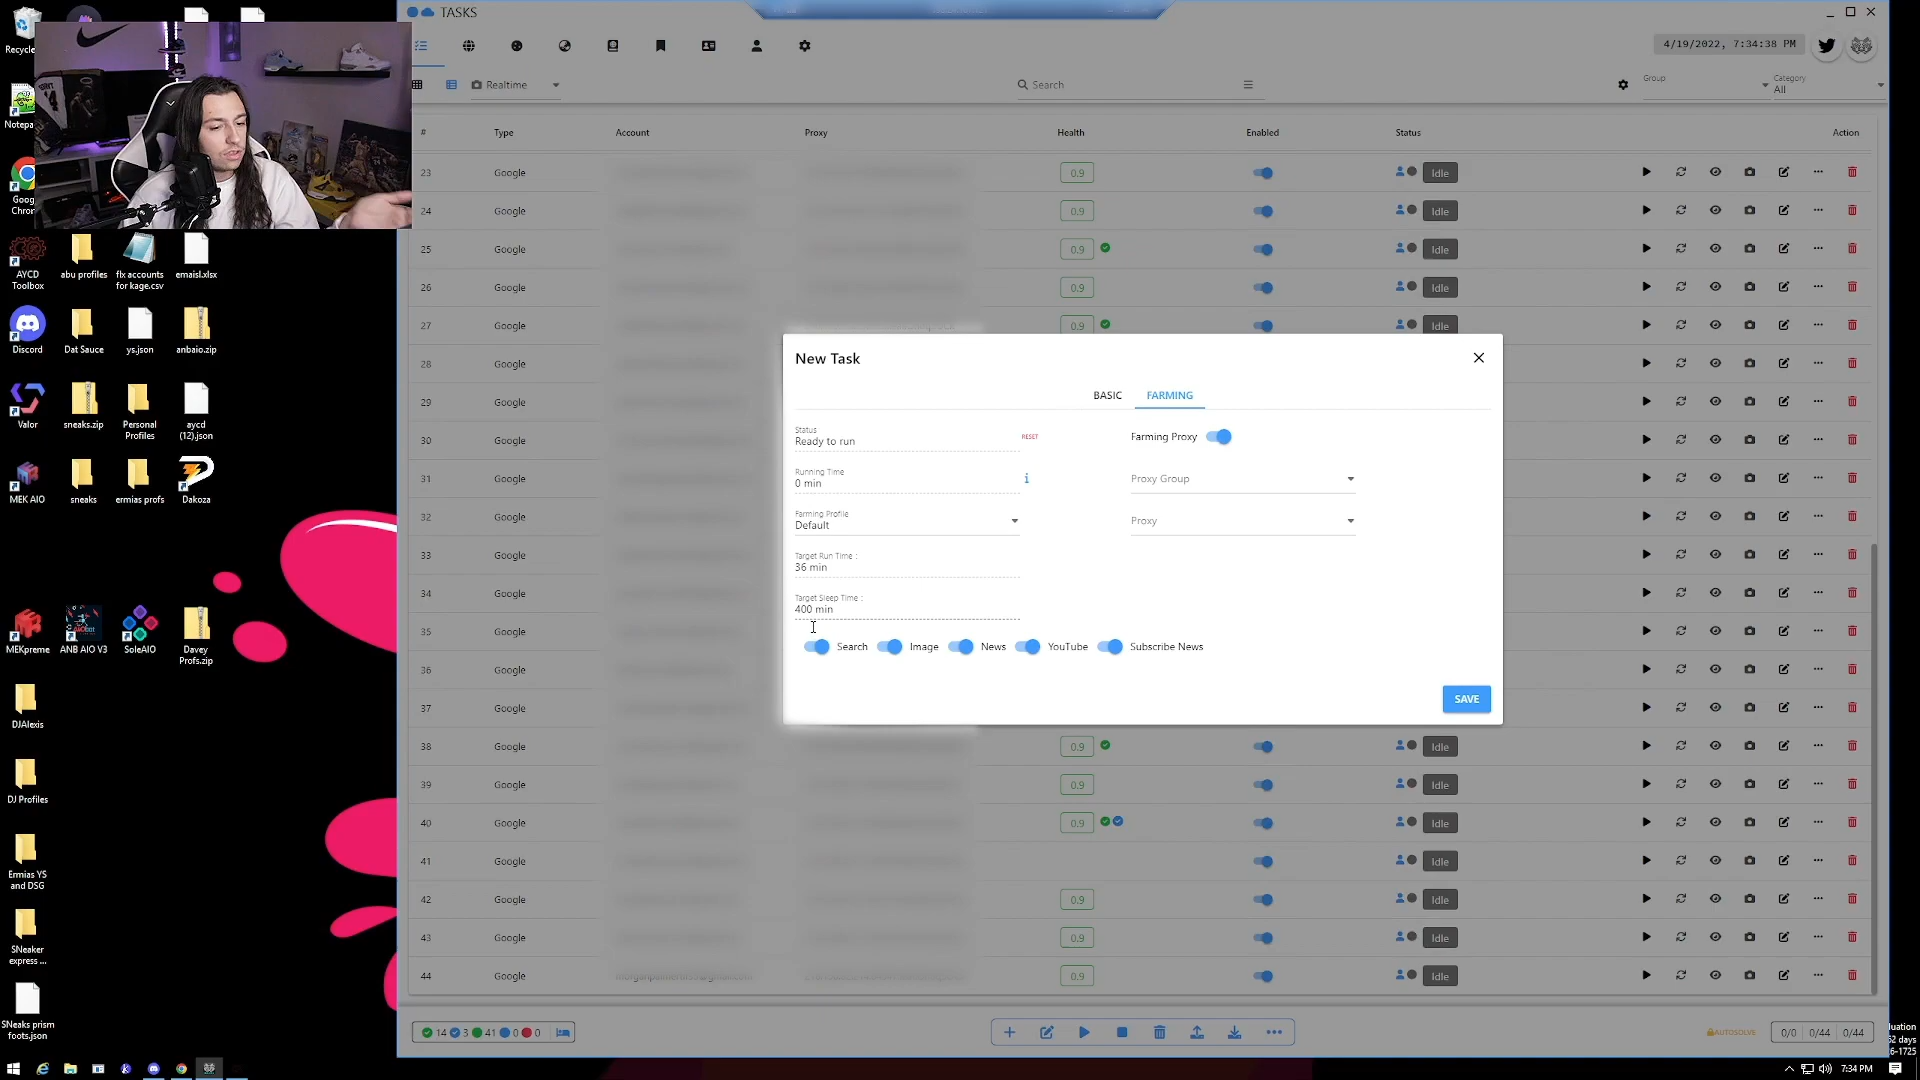 TASKS
4/19/2022, 7:34:38 PM
Realtime
Search
Group
Category
All
# Type Account Proxy Health Enabled Status Action
23 Google 0.9 Idle
24 Google 0.9 Idle
25 Google 0.9 Idle
26 Google 0.9 Idle
27 Google 0.9 Idle
28 Google
29 Google
30 Google
31 Google
32 Google
33 Google
34 Google
35 Google
36 Google
37 Google
38 Google 0.9 Idle
39 Google 0.9 Idle
40 Google 0.9 Idle
41 Google Idle
42 Google 0.9 Idle
43 Google 0.9 Idle
44 Google 0.9 Idle
New Task
BASIC FARMING
Status
Ready to run
RESET
Farming Proxy
Running Time
0 min
i
Proxy Group
Farming Profile
Default
Proxy
Target Run Time :
36 min
Target Sleep Time :
400 min
Search Image News YouTube Subscribe News
SAVE
14 3 41 0 0
AUTOSOLVE
0/0 0/44 0/44
Recycle
Notepa
Goog
Chron
AYCD
Toolbox
abu profiles
flx accounts
for kage.csv
emaisl.xlsx
Discord
Dat Sauce
ys.json
anbaio.zip
Valor
sneaks.zip
Personal
Profiles
aycd
(12).json
MEK AIO
sneaks
ermias profs
Dakoza
MEKpreme
ANB AIO V3
SoleAIO
Davey
Profs.zip
DJAlexis
DJ Profiles
Ermias YS
and DSG
SNeaker
express ...
SNeaks prism
foots.json
luation
62 days
6-1725
7:34 PM